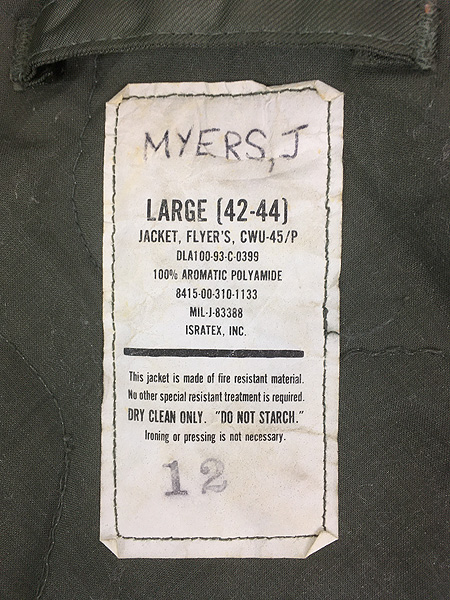 MYERS, J
LARGE (42-44)
JACKET, FLYER'S, CWU-45/P
DLA100-93-C-0399
100% AROMATIC POLYAMIDE
8415-00-310-1133
MIL-J-83388
ISRATEX, INC.
This jacket is made of fire resistant material.
No other special resistant treatment is required.
DRY CLEAN ONLY. "DO NOT STARCH."
Ironing or pressing is not necessary.
12